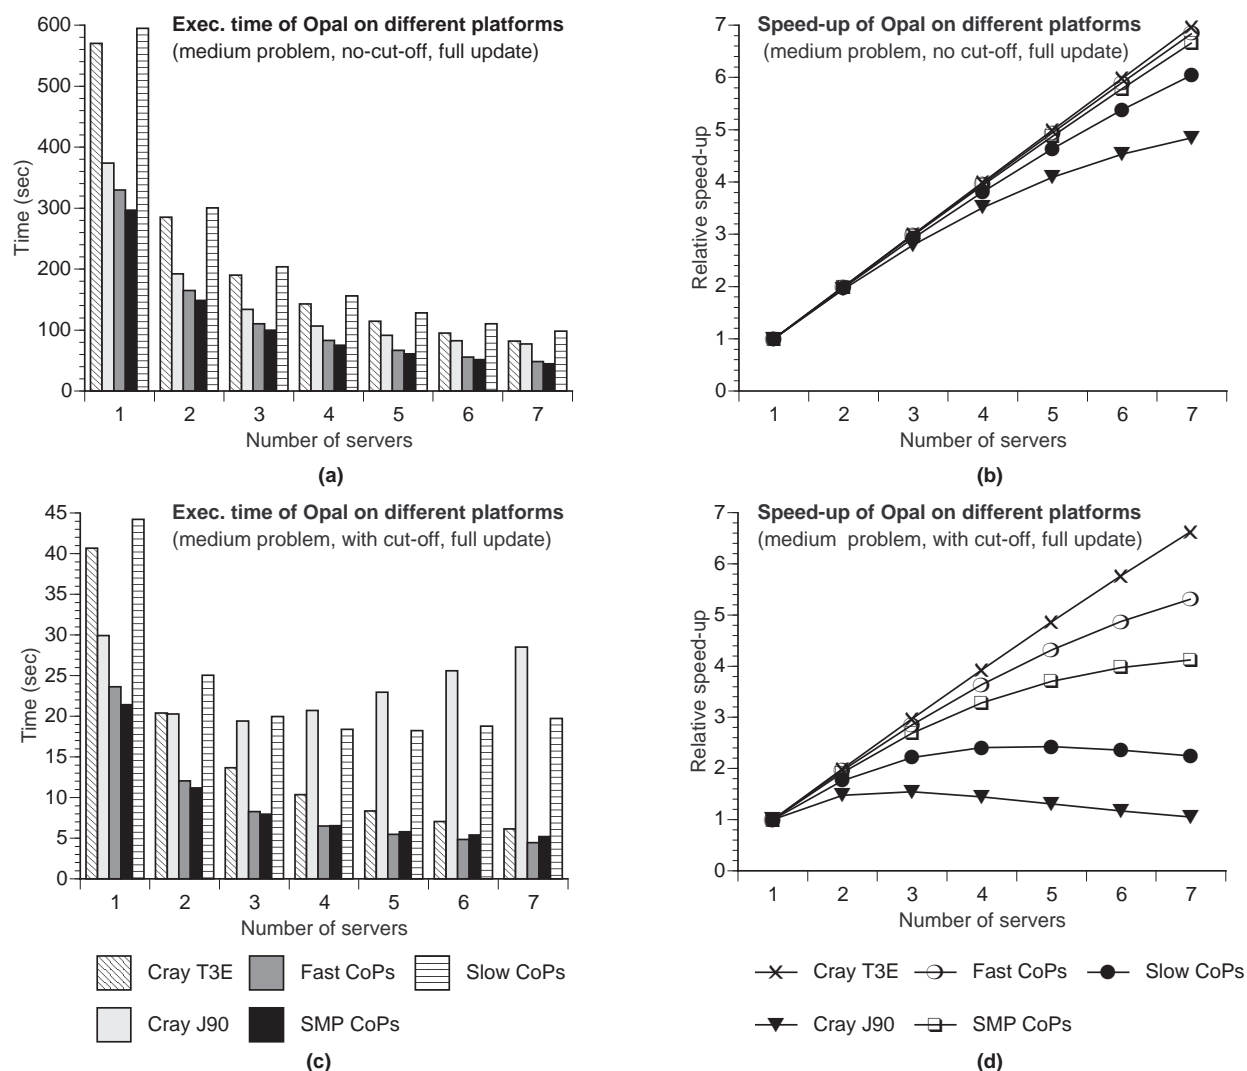 Exec. time of Opal on different platforms
(medium problem, no-cut-off, full update)
Time (sec)
600
500
400
300
200
100
0
1 2 3 4 5 6 7
Number of servers
(a)
Speed-up of Opal on different platforms
(medium problem, no cut-off, full update)
Relative speed-up
7
6
5
4
3
2
1
0
1 2 3 4 5 6 7
Number of servers
(b)
Exec. time of Opal on different platforms
(medium problem, with cut-off, full update)
Time (sec)
45
40
35
30
25
20
15
10
5
0
1 2 3 4 5 6 7
Number of servers
Cray T3E Fast CoPs Slow CoPs
Cray J90 SMP CoPs
(c)
Speed-up of Opal on different platforms
(medium problem, with cut-off, full update)
Relative speed-up
7
6
5
4
3
2
1
0
1 2 3 4 5 6 7
Number of servers
Cray T3E Fast CoPs Slow CoPs
Cray J90 SMP CoPs
(d)